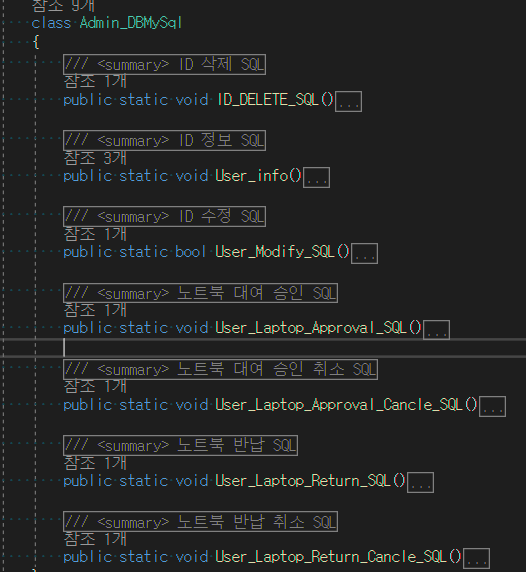 참조 9개
class Admin_DBMySql
{
/// <summary> ID 삭제 SQL
참조 1개
public static void ID_DELETE_SQL()...
/// <summary> ID 정보 SQL
참조 3개
public static void User_info()...
/// <summary> ID 수정 SQL
참조 1개
public static bool User_Modify_SQL()...
/// <summary> 노트북 대여 승인 SQL
참조 1개
public static void User_Laptop_Approval_SQL()...
/// <summary> 노트북 대여 승인 취소 SQL
참조 1개
public static void User_Laptop_Approval_Cancle_SQL()...
/// <summary> 노트북 반납 SQL
참조 1개
public static void User_Laptop_Return_SQL()...
/// <summary> 노트북 반납 취소 SQL
참조 1개
public static void User_Laptop_Return_Cancle_SQL()...
}